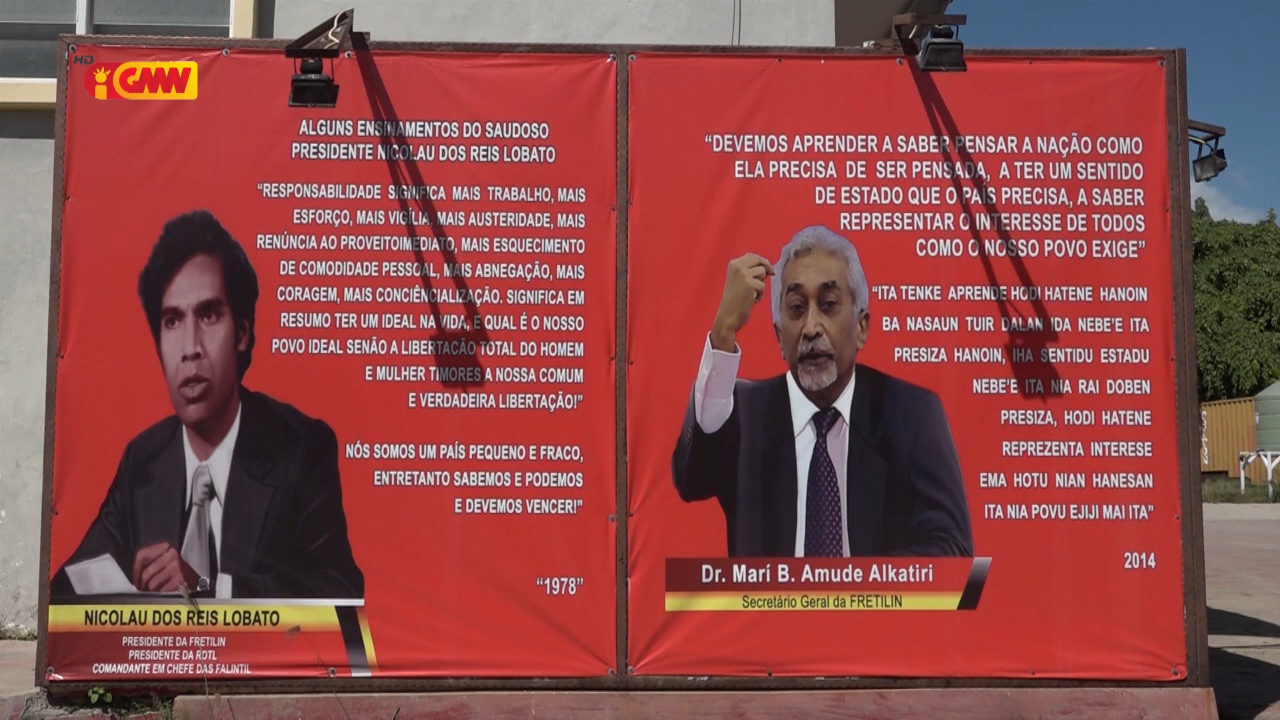 HD
GMN
ALGUNS ENSINAMENTOS DO SAUDOSO
PRESIDENTE NICOLAU DOS REIS LOBATO
“RESPONSABILIDADE SIGNIFICA MAIS TRABALHO, MAIS
ESFORÇO, MAIS VIGÍLIA, MAIS AUSTERIDADE, MAIS
RENÚNCIA AO PROVEITOIMEDIATO, MAIS ESQUECIMENTO
DE COMODIDADE PESSOAL, MAIS ABNEGAÇÃO, MAIS
CORAGEM, MAIS CONCIÊNCIALIZAÇÃO. SIGNIFICA EM
RESUMO TER UM IDEAL NA VIDA, E QUAL É O NOSSO
POVO IDEAL SENÃO A LIBERTACÃO TOTAL DO HOMEM
E MULHER TIMORES A NOSSA COMUM
E VERDADEIRA LIBERTAÇÃO!”
NÓS SOMOS UM PAÍS PEQUENO E FRACO,
ENTRETANTO SABEMOS E PODEMOS
E DEVEMOS VENCER!”
“1978”
NICOLAU DOS REIS LOBATO
PRESIDENTE DA FRETILIN
PRESIDENTE DA RDTL
COMANDANTE EM CHEFE DAS FALINTIL
“DEVEMOS APRENDER A SABER PENSAR A NAÇÃO COMO
ELA PRECISA DE SER PENSADA, A TER UM SENTIDO
DE ESTADO QUE O PAÍS PRECISA, A SABER
REPRESENTAR O INTERESSE DE TODOS
COMO O NOSSO POVO EXIGE”
“ITA TENKE APRENDE HODI HATENE HANOIN
BA NASAUN TUIR DALAN IDA NEBE'E ITA
PRESIZA HANOIN, IHA SENTIDU ESTADU
NEBE'E ITA NIA RAI DOBEN
PRESIZA, HODI HATENE
REPREZENTA INTERESE
EMA HOTU NIAN HANESAN
ITA NIA POVU EJIJI MAI ITA”
2014
Dr. Marí B. Amude Alkatiri
Secretário Geral da FRETILIN